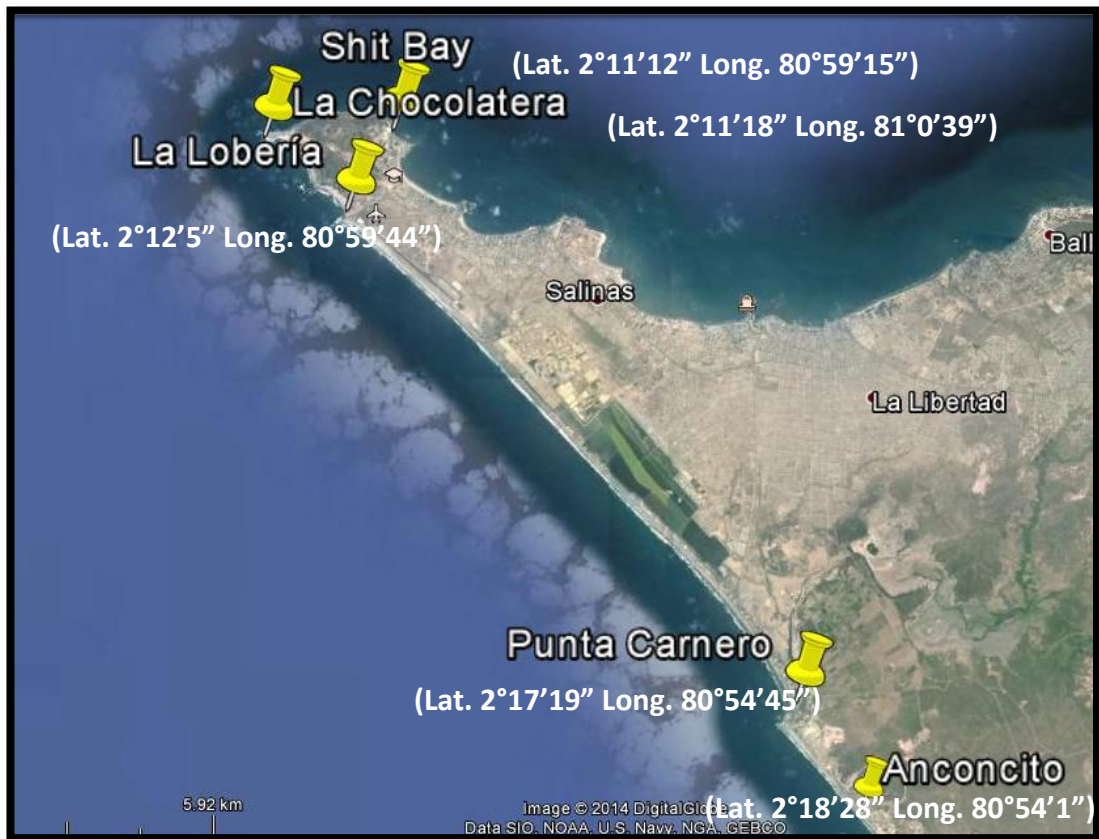 Shit Bay
(Lat. 2°11’12” Long. 80°59’15”)
La Chocolatera
(Lat. 2°11’18” Long. 81°0’39”)
La Lobería
(Lat. 2°12’5” Long. 80°59’44”)
Ball
Salinas
La Libertad
Punta Carnero
(Lat. 2°17’19” Long. 80°54’45”)
Anconcito
(Lat. 2°18’28” Long. 80°54’1”)
5.92 km
Image © 2014 DigitalGlobe
Data SIO, NOAA, U.S. Navy, NGA, GEBCO